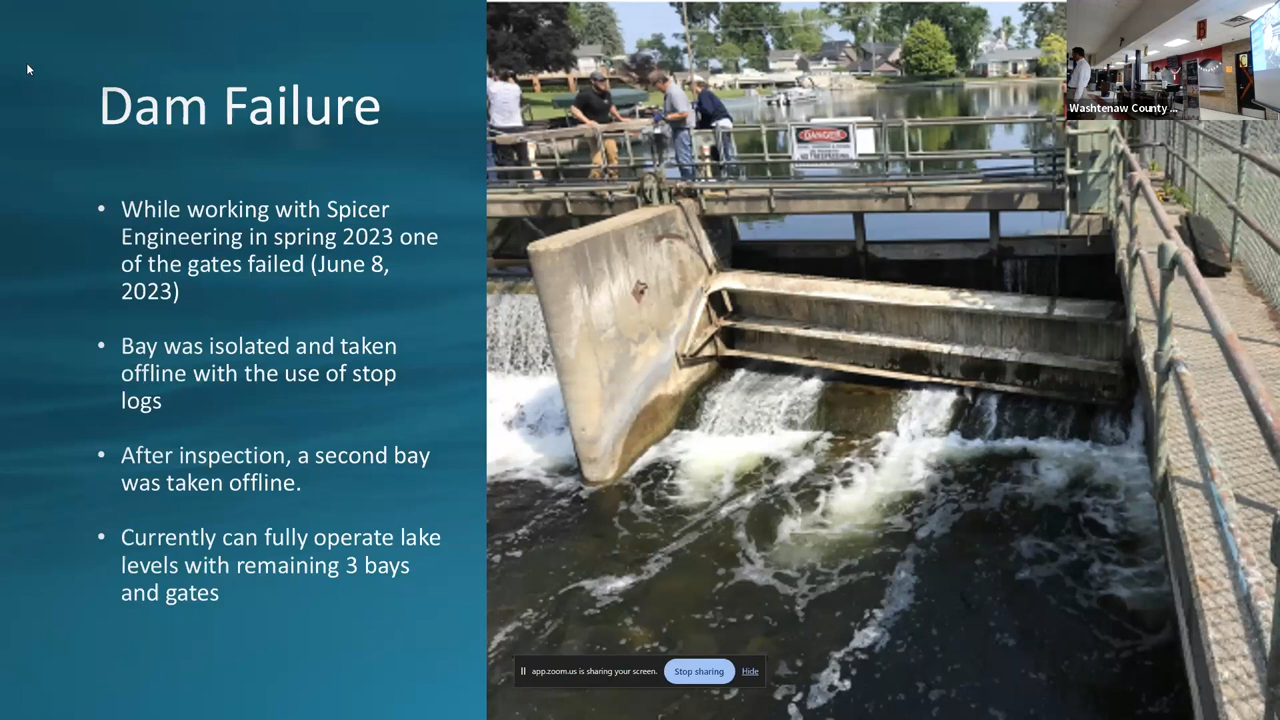 Dam Failure
• While working with Spicer
Engineering in spring 2023 one
of the gates failed (June 8,
2023)
• Bay was isolated and taken
offline with the use of stop
logs
• After inspection, a second bay
was taken offline.
• Currently can fully operate lake
levels with remaining 3 bays
and gates
DANGER
NO TRESPASSING
Washtenaw County ...
app.zoom.us is sharing your screen.
Stop sharing
Hide